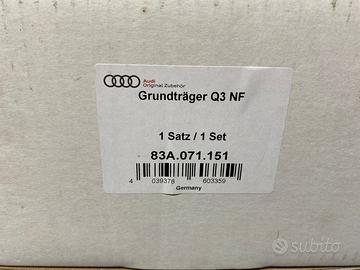 Audi
Original Zubehör
Grundträger Q3 NF
1 Satz / 1 Set
83A.071.151
4 039378 603359
Germany
subito